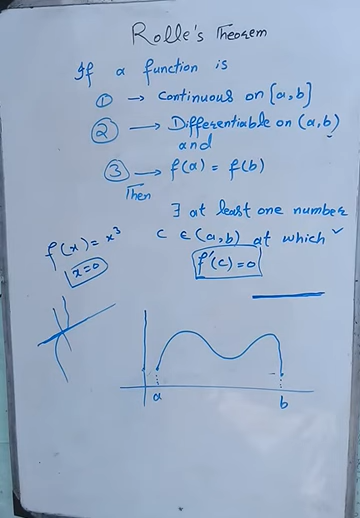 Rolle's Theorem
If a function is
① → Continuous on [a,b]
② → Differentiable on (a,b)
and
③ → f(a) = f(b)
Then
∃ at least one number
c ∈ (a,b) at which ✓
f'(c)=0
f(x) = x³
x=0
a b